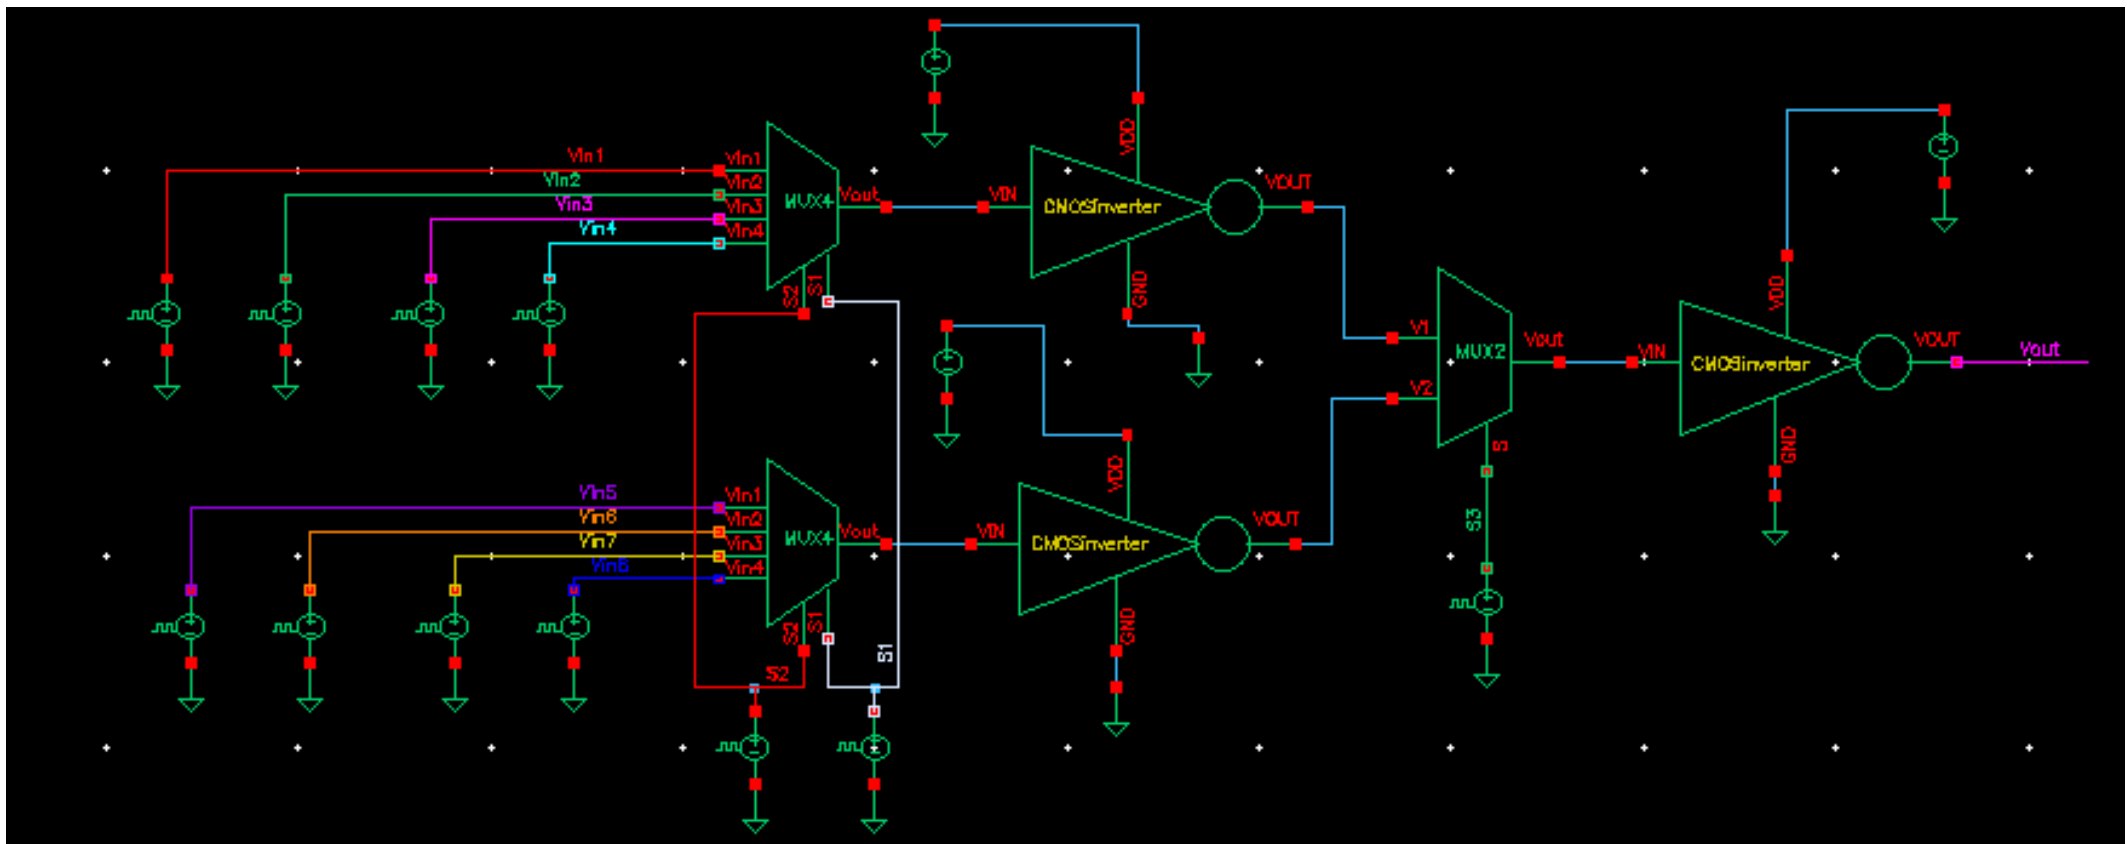 Vin1
Vin2
Vin3
Vin4
Vin1
Vin2
Vin3
Vin4
MUX4
Vout
S2
S1
VIN
VDD
CMOSinverter
GND
VOUT
Vin5
Vin6
Vin7
Vin8
Vin1
Vin2
Vin3
Vin4
MUX4
Vout
S2
S1
S2
S1
VIN
VDD
CMOSinverter
GND
VOUT
V1
V2
MUX2
Vout
S
S3
VIN
VDD
CMOSinverter
GND
VOUT
Vout